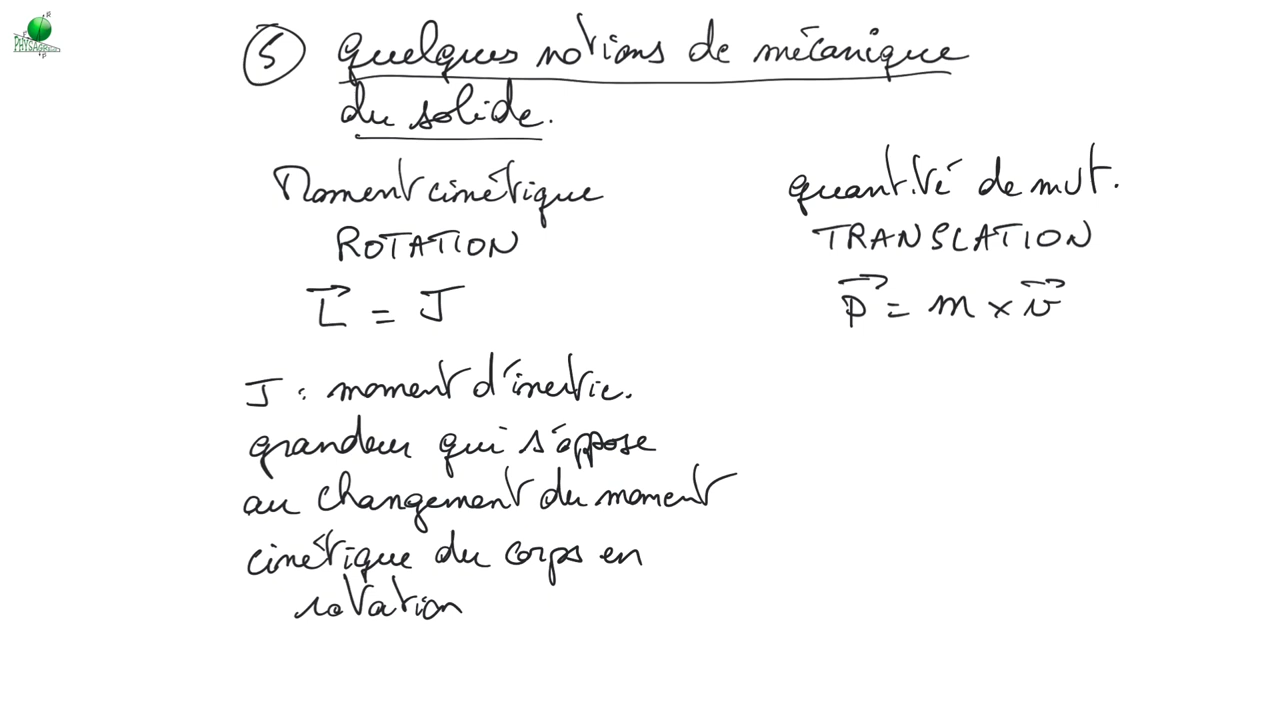 PHYSAGREG
⑤ Quelques notions de mécanique
du solide.
Moment cinétique
ROTATION
L = J
quantité de mvt.
TRANSLATION
p = m × v
J : moment d'inertie.
grandeur qui s'oppose
au changement du moment
cinétique du corps en
rotation